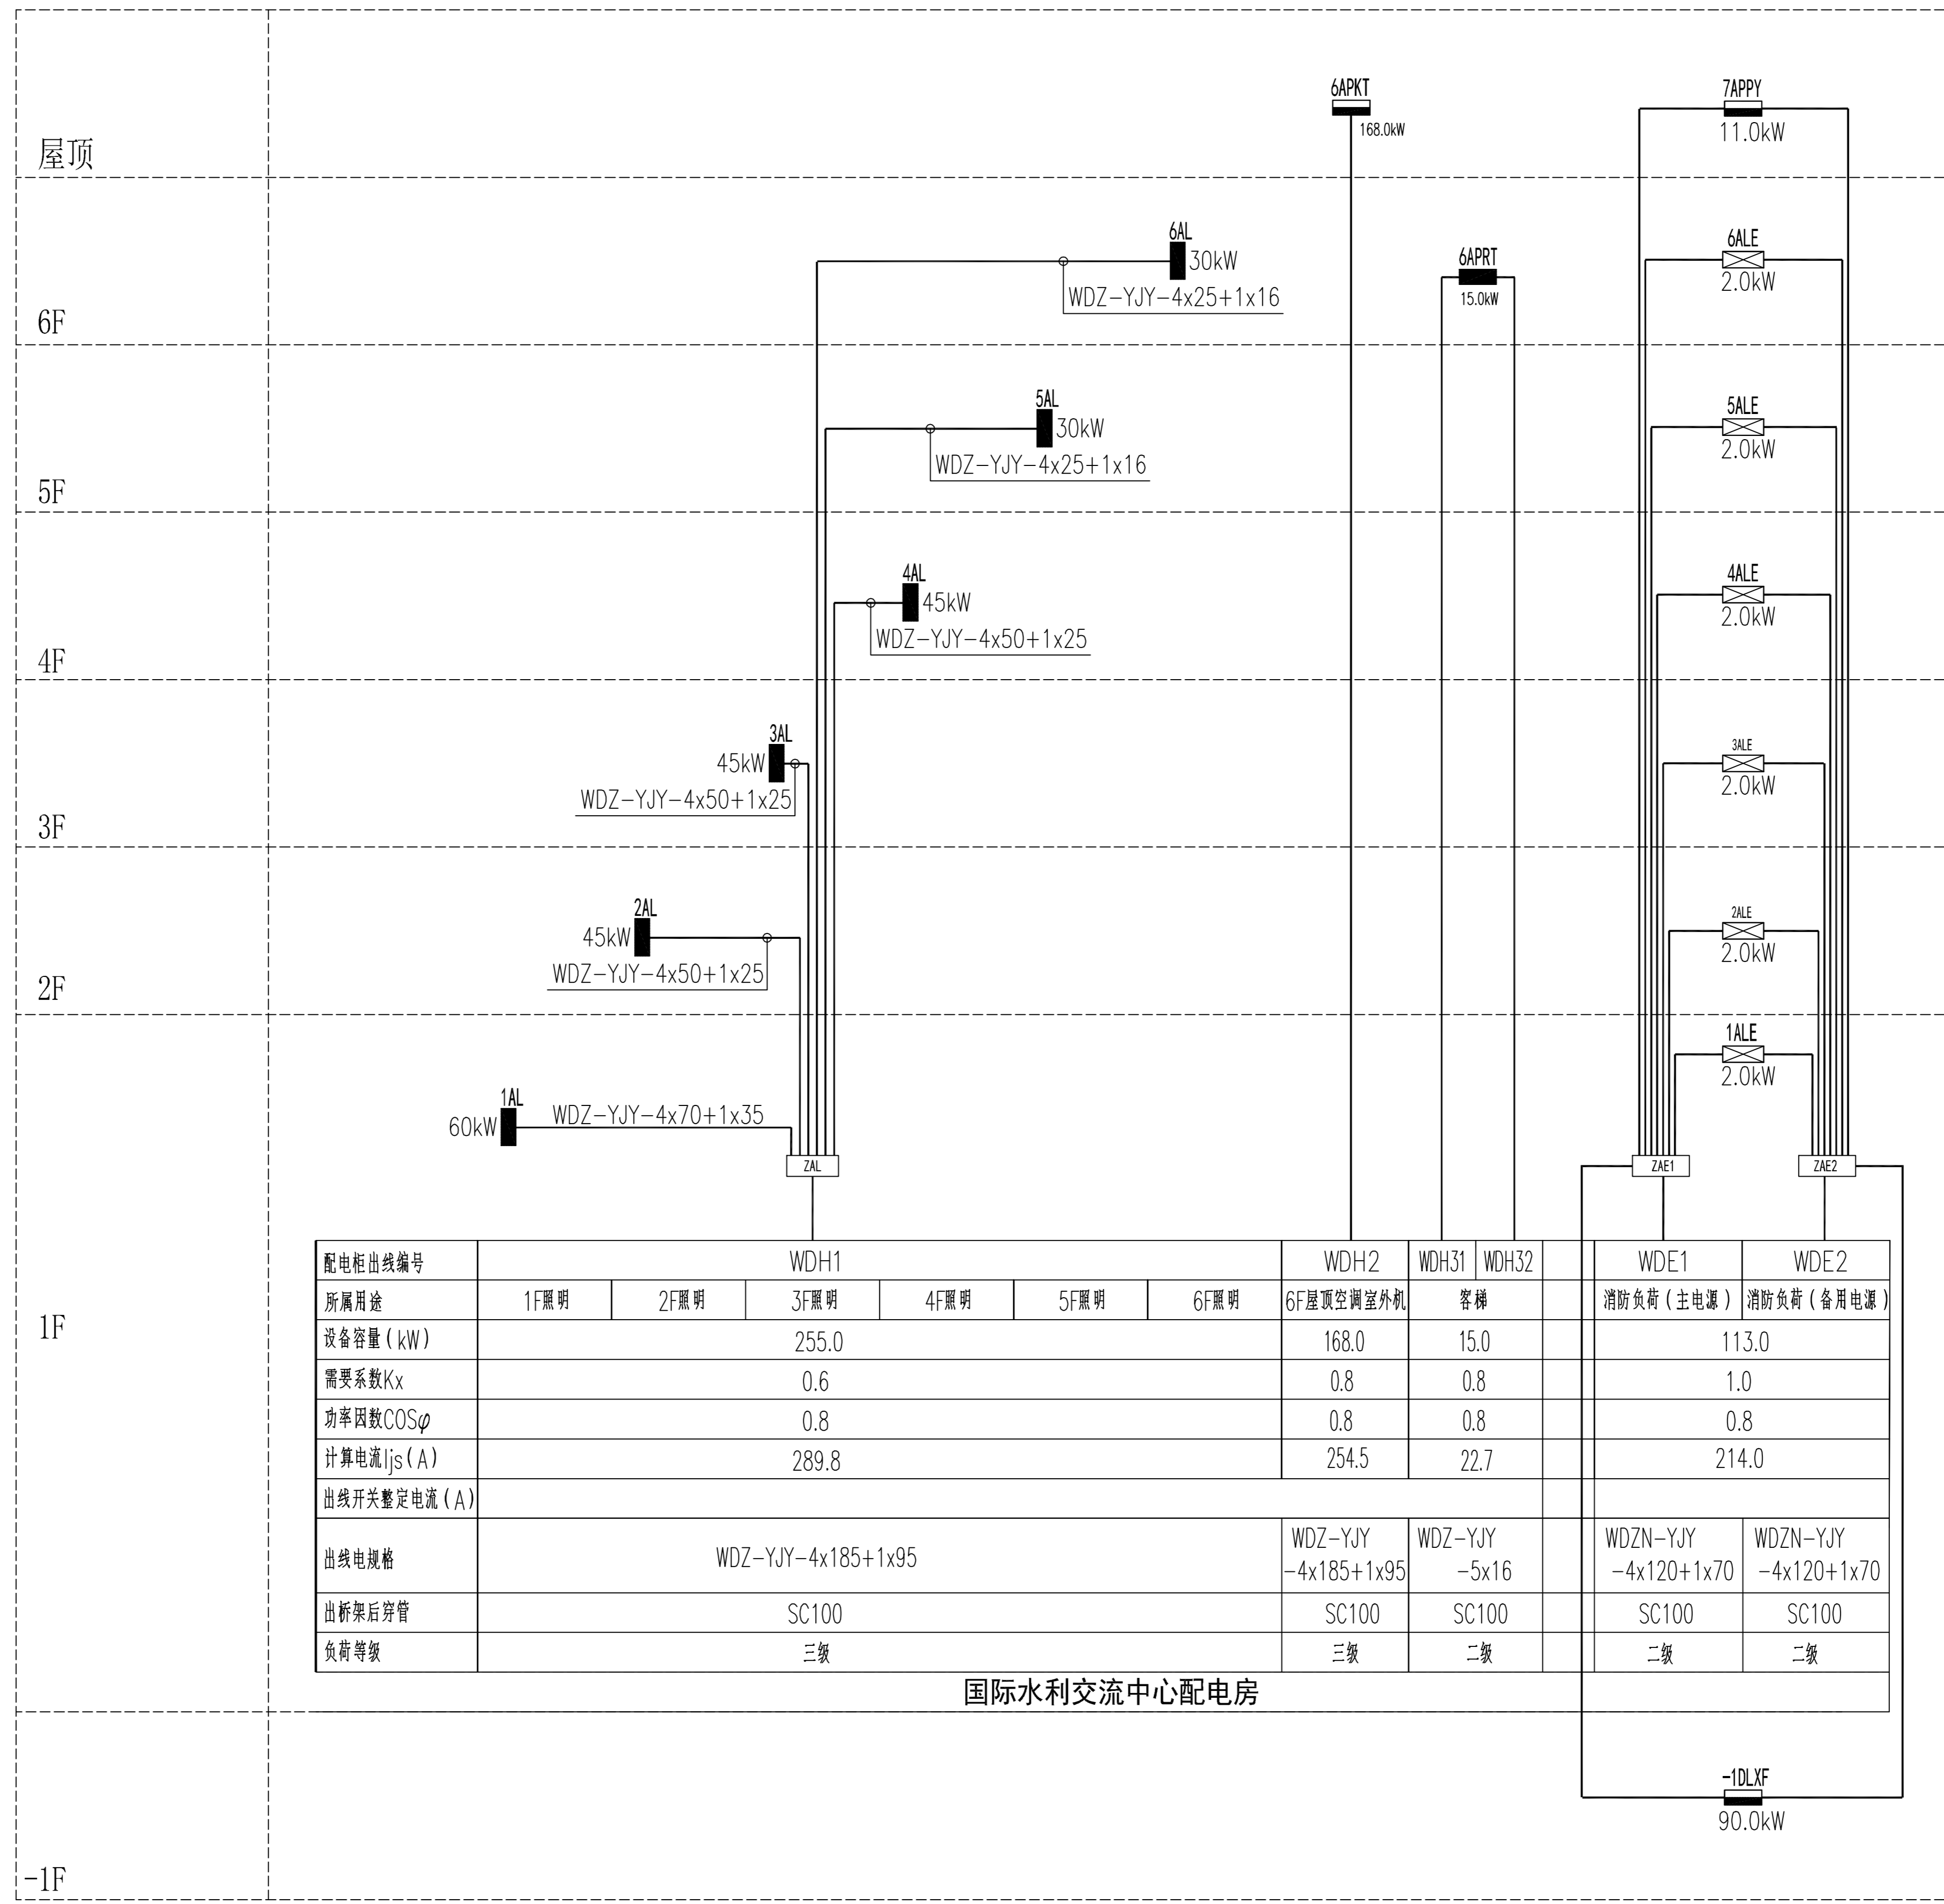 6APKT
168.0kW
7APPY
11.0kW
屋顶
6AL
30kW
WDZ-YJY-4x25+1x16
6APRT
15.0kW
6ALE
2.0kW
6F
5AL
30kW
WDZ-YJY-4x25+1x16
5ALE
2.0kW
5F
4AL
45kW
WDZ-YJY-4x50+1x25
4ALE
2.0kW
4F
3AL
45kW
WDZ-YJY-4x50+1x25
3ALE
2.0kW
3F
2AL
45kW
WDZ-YJY-4x50+1x25
2ALE
2.0kW
2F
1ALE
2.0kW
1AL
60kW
WDZ-YJY-4x70+1x35
ZAL
ZAE1
ZAE2
1F
配电柜出线编号 WDH1 WDH2 WDH31 WDH32 WDE1 WDE2
所属用途 1F照明 2F照明 3F照明 4F照明 5F照明 6F照明 6F屋顶空调室外机 客梯 消防负荷(主电源) 消防负荷(备用电源)
设备容量(kW) 255.0 168.0 15.0 113.0
需要系数Kx 0.6 0.8 0.8 1.0
功率因数COSφ 0.8 0.8 0.8 0.8
计算电流Ijs(A) 289.8 254.5 22.7 214.0
出线开关整定电流(A)
出线电规格 WDZ-YJY-4x185+1x95
WDZ-YJY
-4x185+1x95
WDZ-YJY
-5x16
WDZN-YJY
-4x120+1x70
WDZN-YJY
-4x120+1x70
出桥架后穿管 SC100 SC100 SC100 SC100 SC100
负荷等级 三级 三级 二级 二级 二级
国际水利交流中心配电房
-1DLXF
90.0kW
-1F